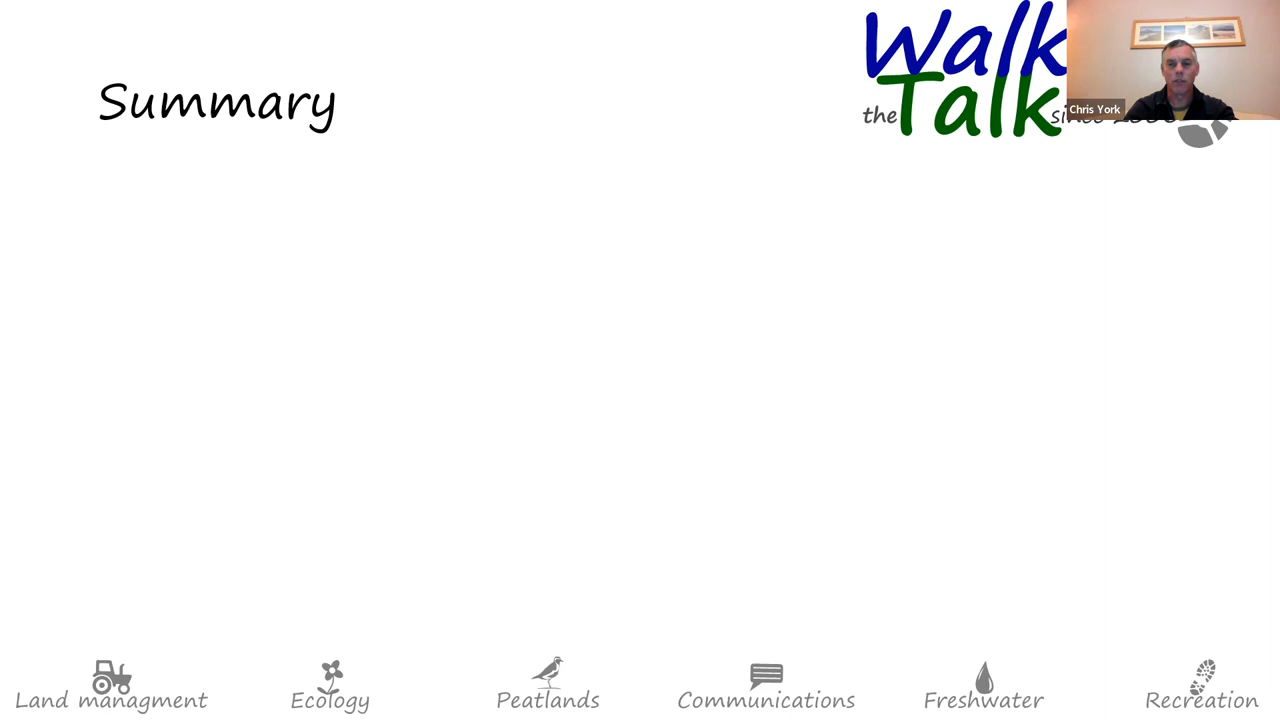 Walk
Summary
the Talk
Chris York
Land managment
Ecology
Peatlands
Communications
Freshwater
Recreation